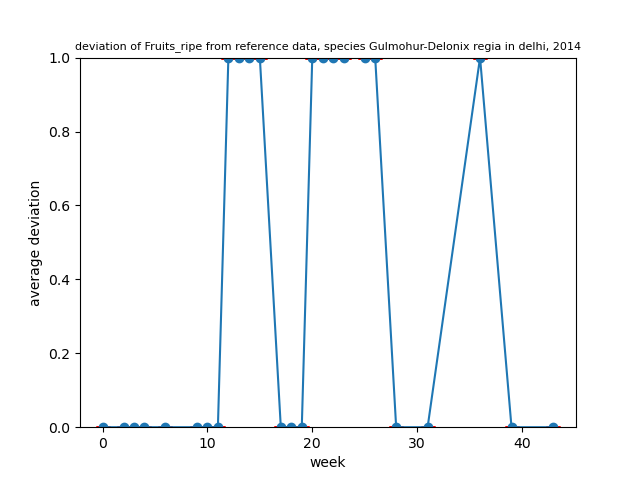 deviation of Fruits_ripe from reference data, species Gulmohur-Delonix regia in delhi, 2014
1.0
0.8
0.6
0.4
0.2
0.0
average deviation
0 10 20 30 40
week